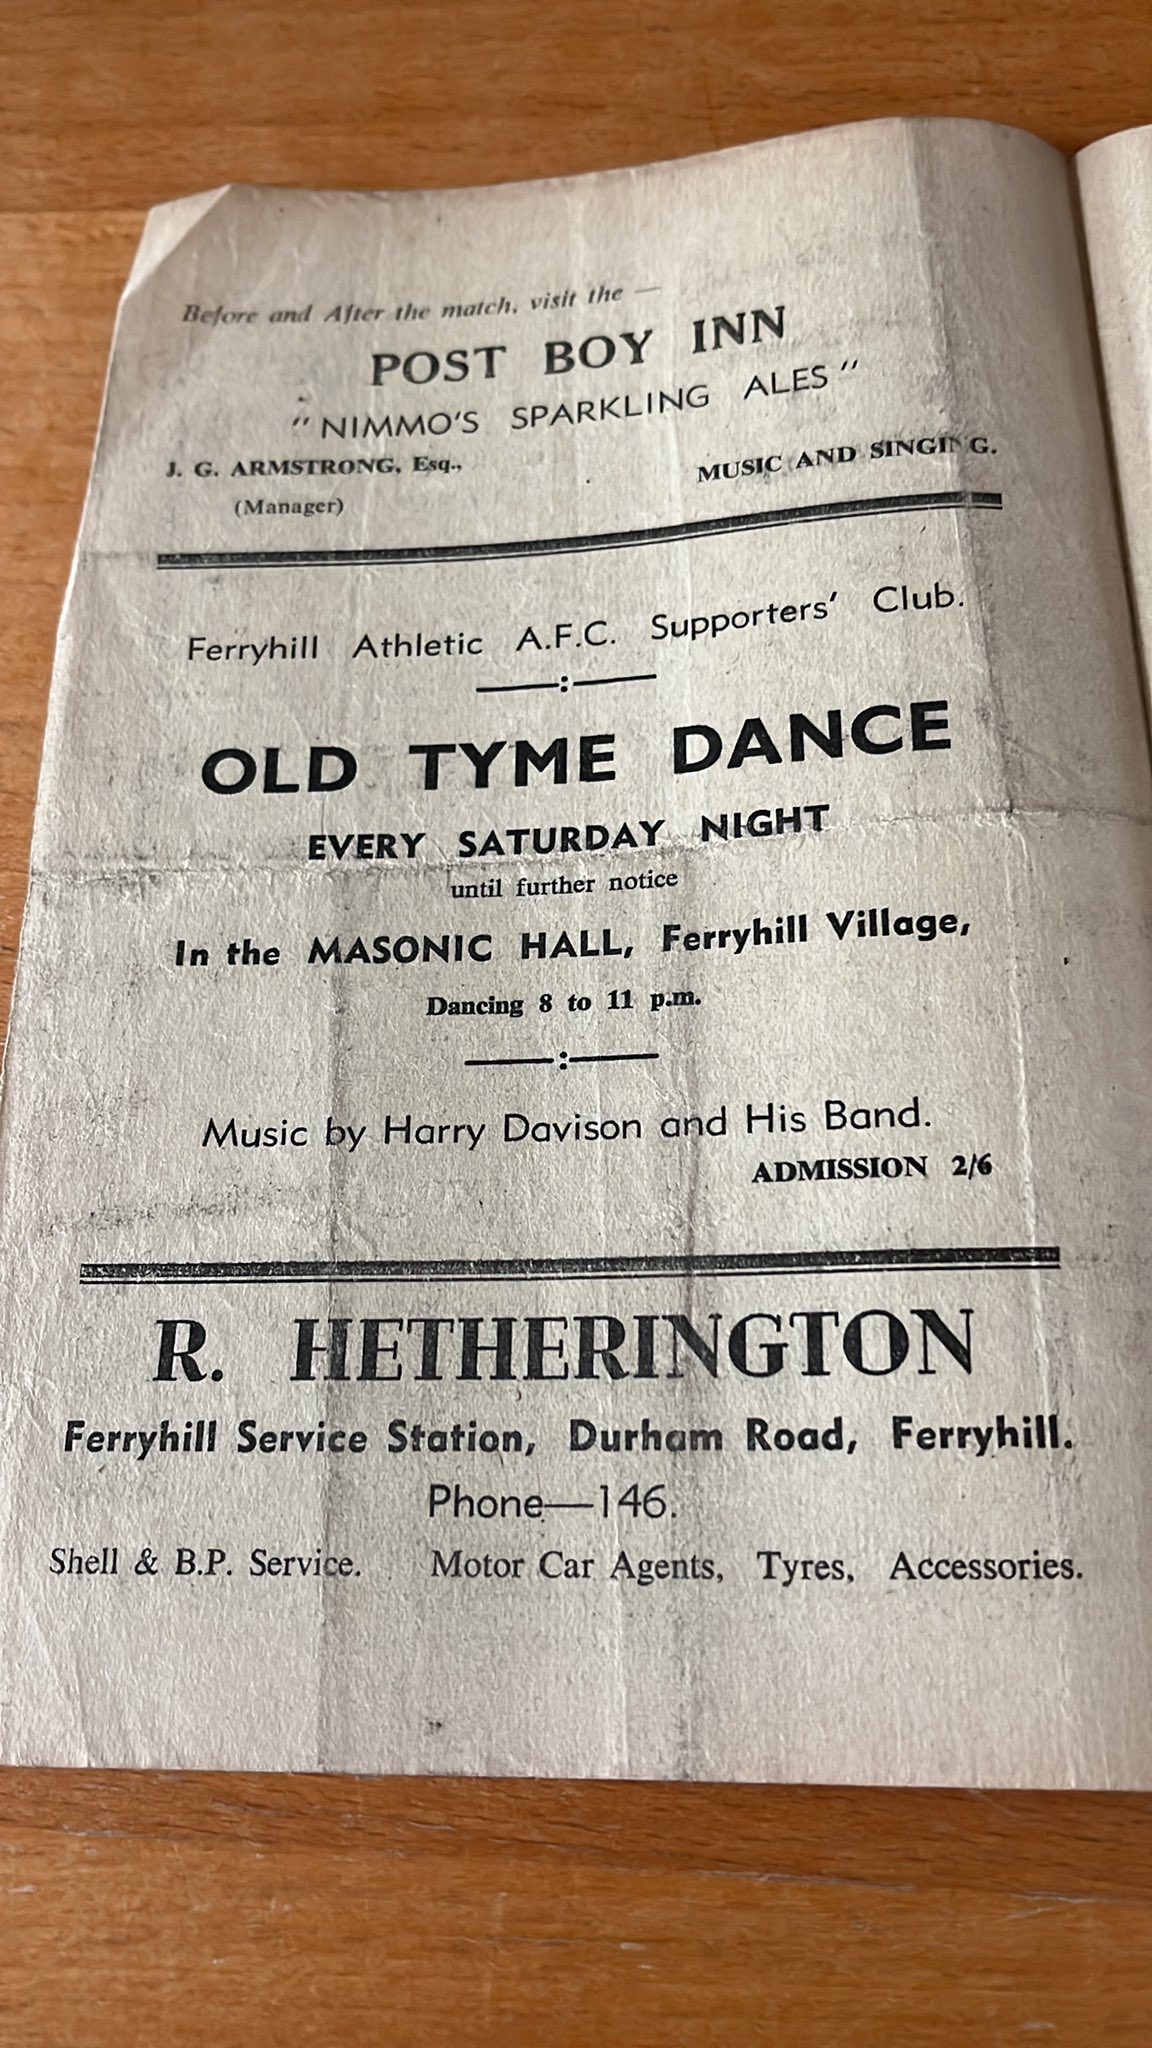 Before and After the match, visit the —
POST BOY INN
"NIMMO'S SPARKLING ALES"
J. G. ARMSTRONG, Esq., MUSIC AND SINGING.
(Manager)
Ferryhill Athletic A.F.C. Supporters' Club.
——:——
OLD TYME DANCE
EVERY SATURDAY NIGHT
until further notice
In the MASONIC HALL, Ferryhill Village,
Dancing 8 to 11 p.m.
——:——
Music by Harry Davison and His Band.
ADMISSION 2/6
R. HETHERINGTON
Ferryhill Service Station, Durham Road, Ferryhill.
Phone—146.
Shell & B.P. Service. Motor Car Agents, Tyres, Accessories.